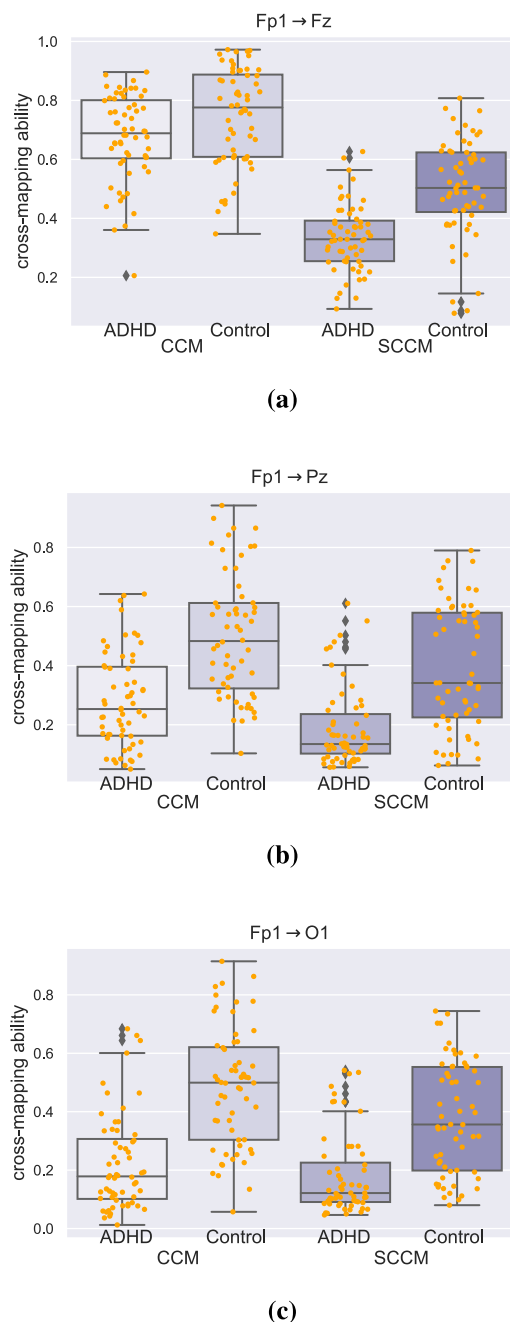 Fp1 → Fz
cross-mapping ability
1.0
0.8
0.6
0.4
0.2
ADHD Control ADHD Control
CCM SCCM
(a)
Fp1 → Pz
cross-mapping ability
0.8
0.6
0.4
0.2
ADHD Control ADHD Control
CCM SCCM
(b)
Fp1 → O1
cross-mapping ability
0.8
0.6
0.4
0.2
0.0
ADHD Control ADHD Control
CCM SCCM
(c)